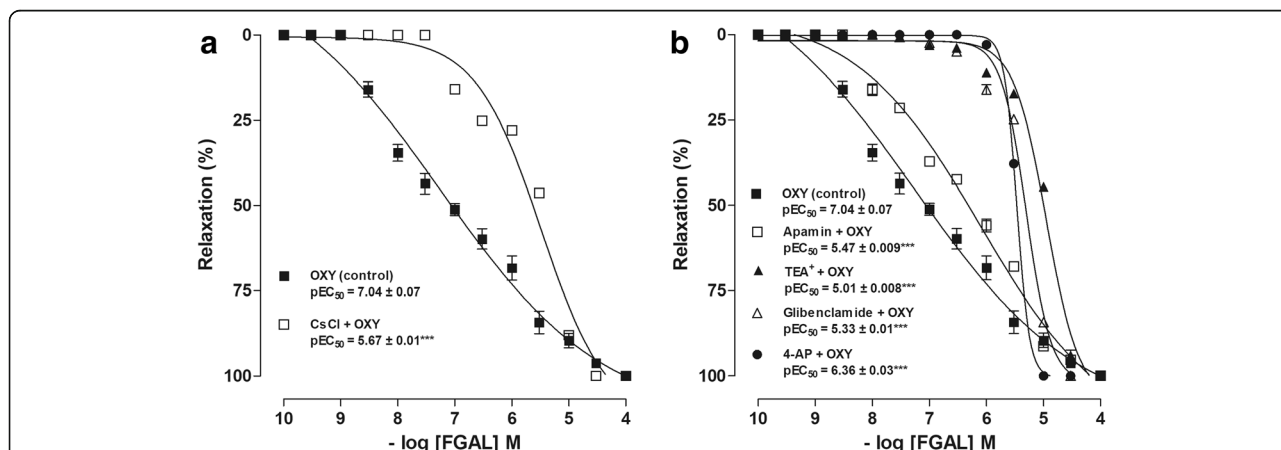 a
0
25
50
75
100
Relaxation (%)
OXY (control)
pEC50 = 7.04 ± 0.07
CsCl + OXY
pEC50 = 5.67 ± 0.01***
10 9 8 7 6 5 4
- log [FGAL] M
b
0
25
50
75
100
Relaxation (%)
OXY (control)
pEC50 = 7.04 ± 0.07
Apamin + OXY
pEC50 = 5.47 ± 0.009***
TEA+ + OXY
pEC50 = 5.01 ± 0.008***
Glibenclamide + OXY
pEC50 = 5.33 ± 0.01***
4-AP + OXY
pEC50 = 6.36 ± 0.03***
10 9 8 7 6 5 4
- log [FGAL] M